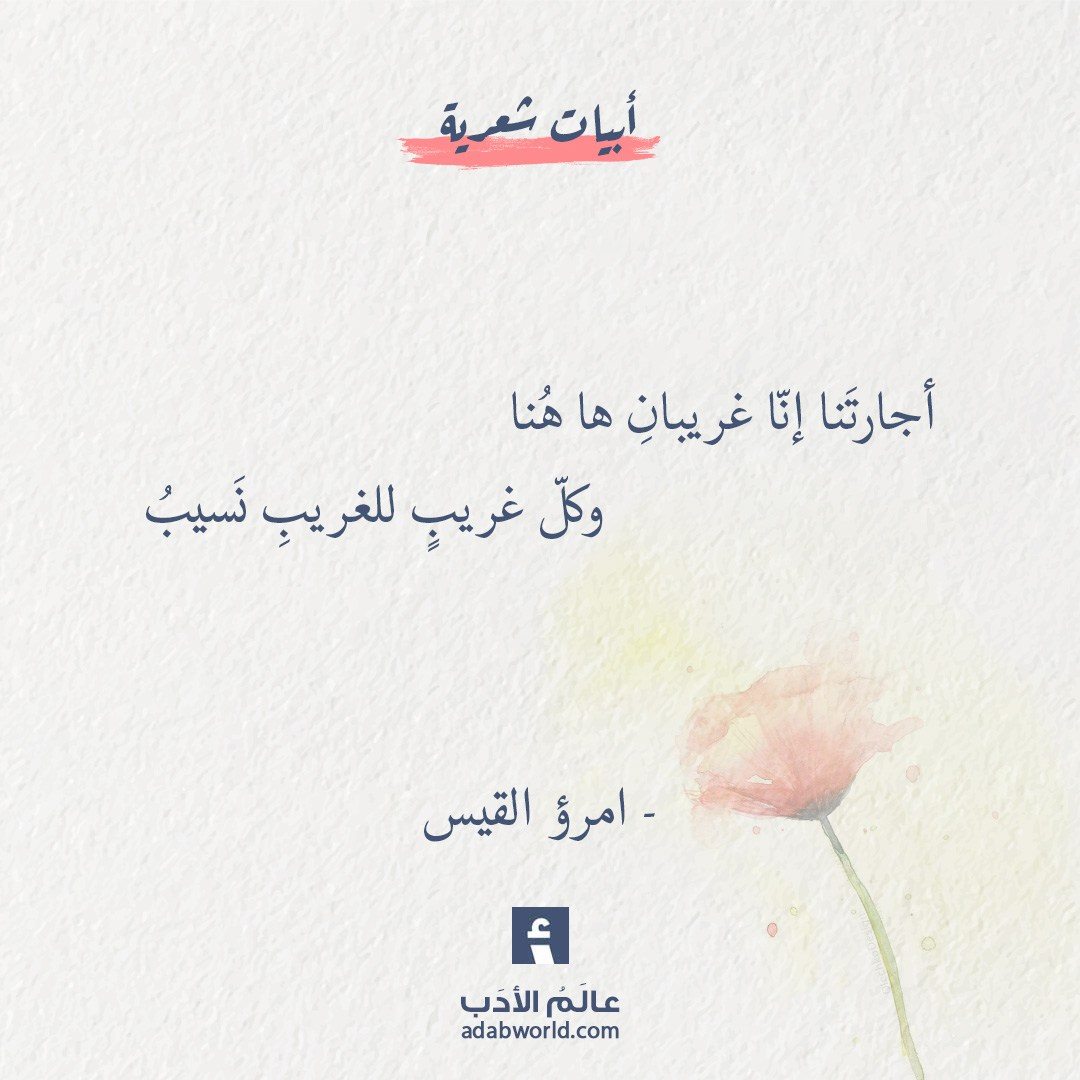 أبيات شعرية
أجارتَنا إنّا غريبانِ ها هُنا
وكلّ غريبٍ للغريبِ نَسيبُ
- امرؤ القيس
أ
عالَمُ الأدَب
adabworld.com